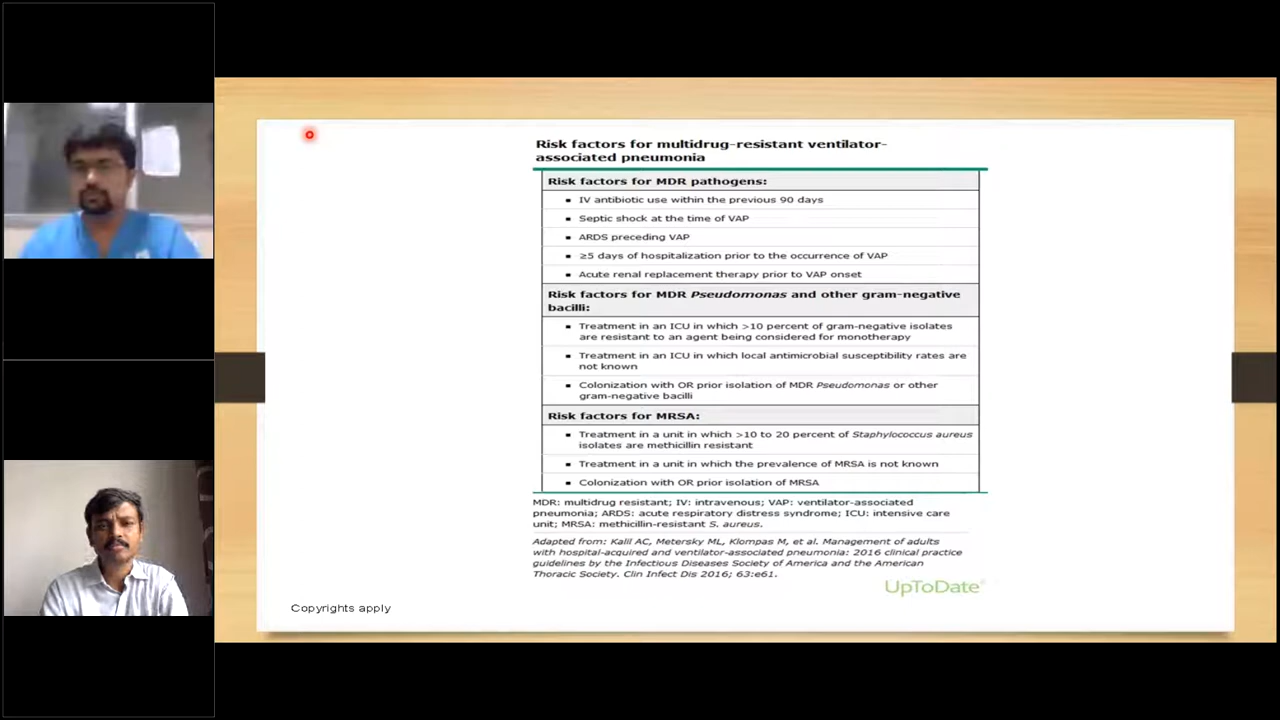 Risk factors for multidrug-resistant ventilator-
associated pneumonia
Risk factors for MDR pathogens:
▪ IV antibiotic use within the previous 90 days
▪ Septic shock at the time of VAP
▪ ARDS preceding VAP
▪ ≥5 days of hospitalization prior to the occurrence of VAP
▪ Acute renal replacement therapy prior to VAP onset
Risk factors for MDR Pseudomonas and other gram-negative
bacilli:
▪ Treatment in an ICU in which >10 percent of gram-negative isolates
are resistant to an agent being considered for monotherapy
▪ Treatment in an ICU in which local antimicrobial susceptibility rates are
not known
▪ Colonization with OR prior isolation of MDR Pseudomonas or other
gram-negative bacilli
Risk factors for MRSA:
▪ Treatment in a unit in which >10 to 20 percent of Staphylococcus aureus
isolates are methicillin resistant
▪ Treatment in a unit in which the prevalence of MRSA is not known
▪ Colonization with OR prior isolation of MRSA
MDR: multidrug resistant; IV: intravenous; VAP: ventilator-associated
pneumonia; ARDS: acute respiratory distress syndrome; ICU: intensive care
unit; MRSA: methicillin-resistant S. aureus.
Adapted from: Kalil AC, Metersky ML, Klompas M, et al. Management of adults
with hospital-acquired and ventilator-associated pneumonia: 2016 clinical practice
guidelines by the Infectious Diseases Society of America and the American
Thoracic Society. Clin Infect Dis 2016; 63:e61.
UpToDate®
Copyrights apply